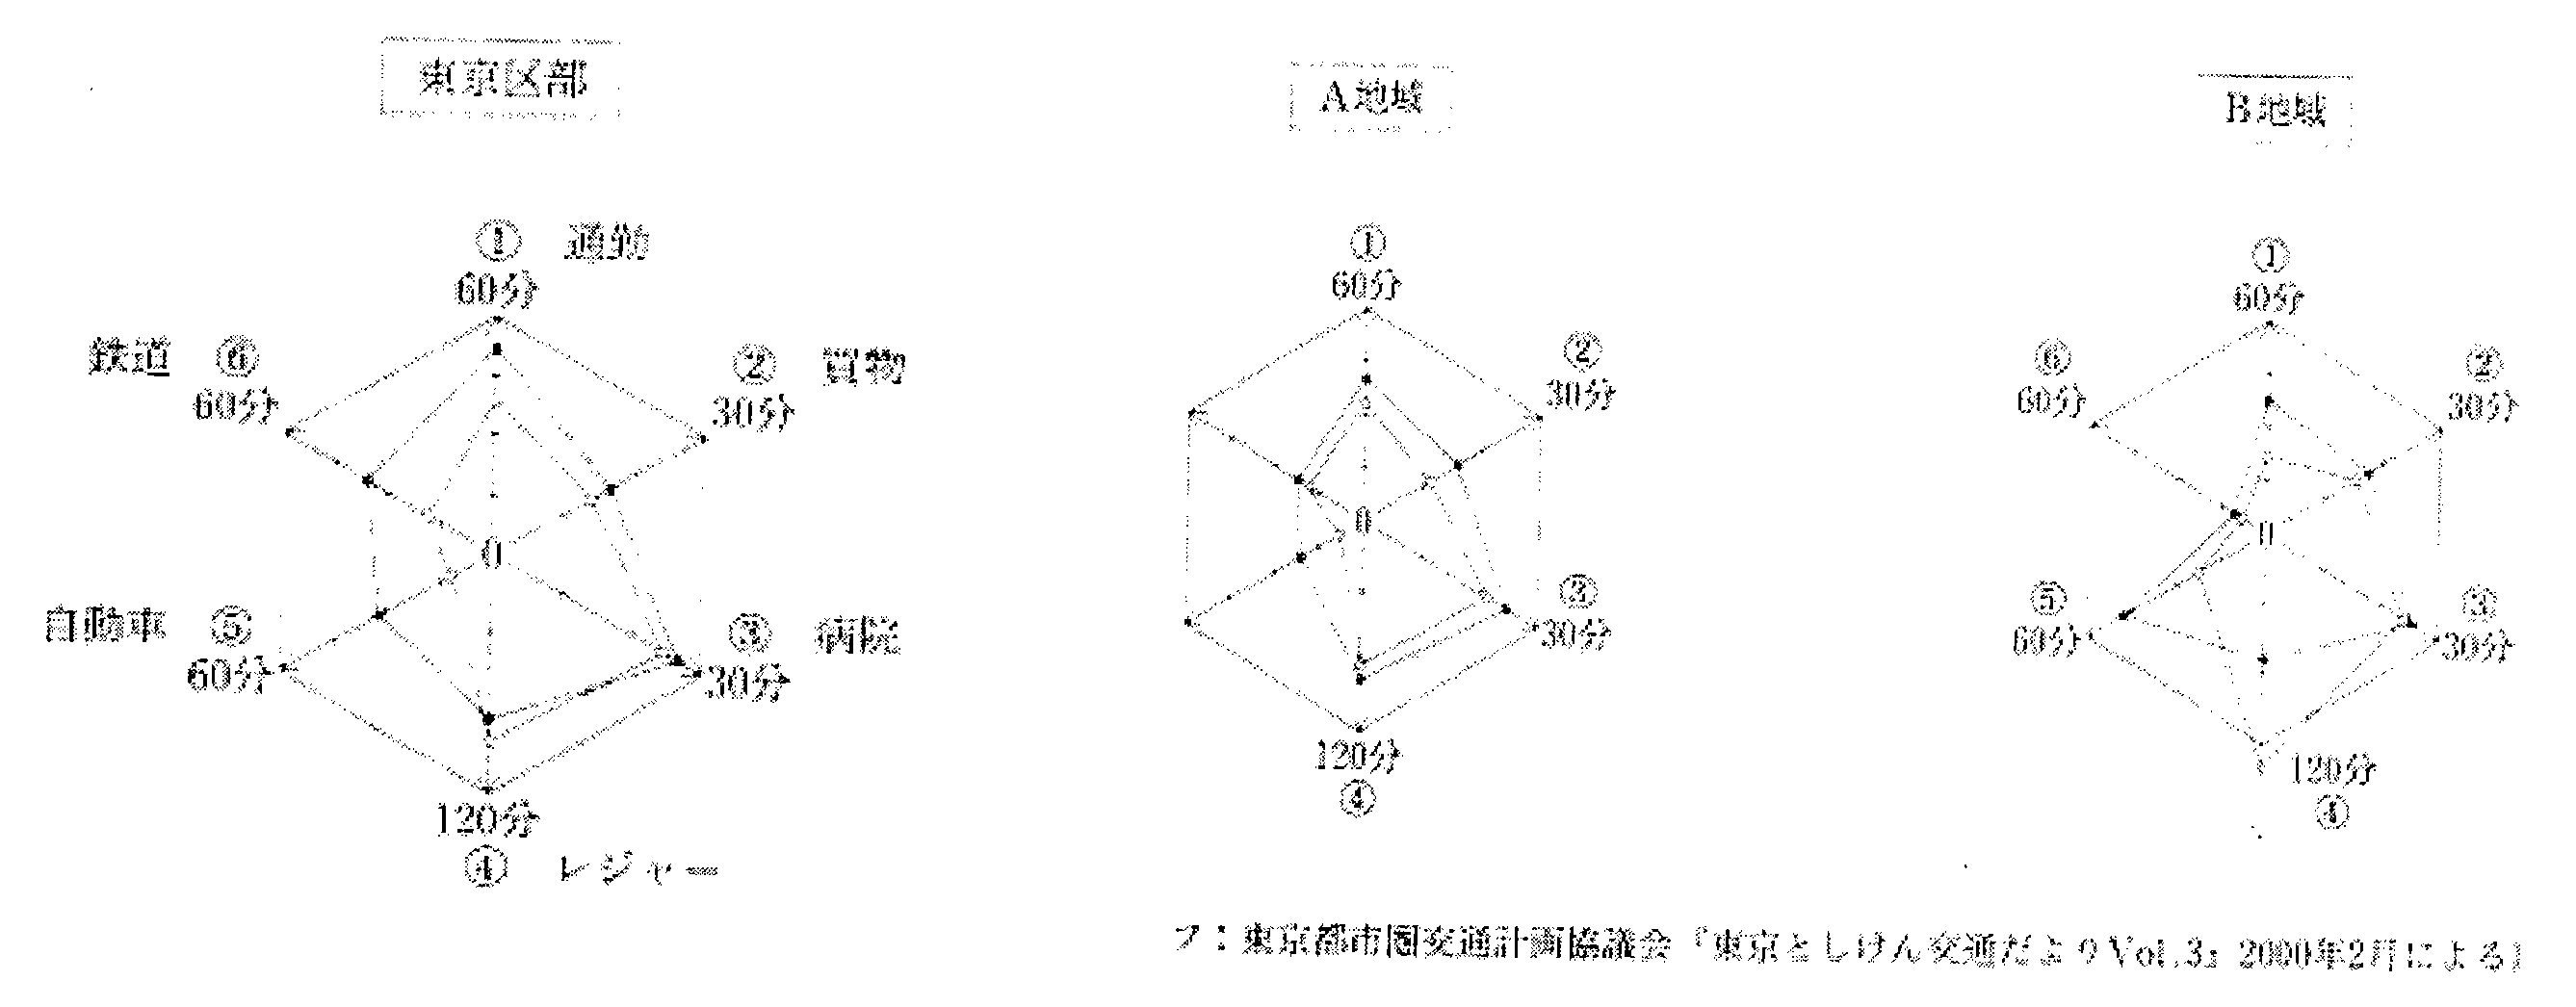 東京区部
A地域
B地域
① 通勤
60分
② 買物
30分
③ 病院
30分
120分
④ レジャー
自動車 ⑤
60分
鉄道 ⑥
60分
0
①
60分
②
30分
③
30分
120分
④
0
①
60分
②
30分
③
30分
120分
④
⑤
60分
⑥
60分
0
：東京都市圏交通計画協議会『東京としけん交通だよりVol.3』2000年2月による）